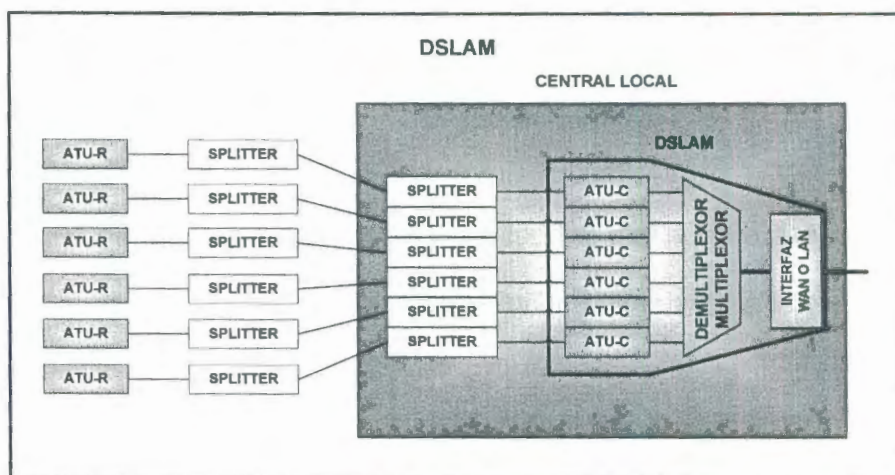 DSLAM
CENTRAL LOCAL
DSLAM
ATU-R SPLITTER SPLITTER ATU-C
ATU-R SPLITTER SPLITTER ATU-C
ATU-R SPLITTER SPLITTER ATU-C
ATU-R SPLITTER SPLITTER ATU-C
ATU-R SPLITTER SPLITTER ATU-C
ATU-R SPLITTER SPLITTER ATU-C
DEMULTIPLEXOR
MULTIPLEXOR
INTERFAZ
WAN O LAN